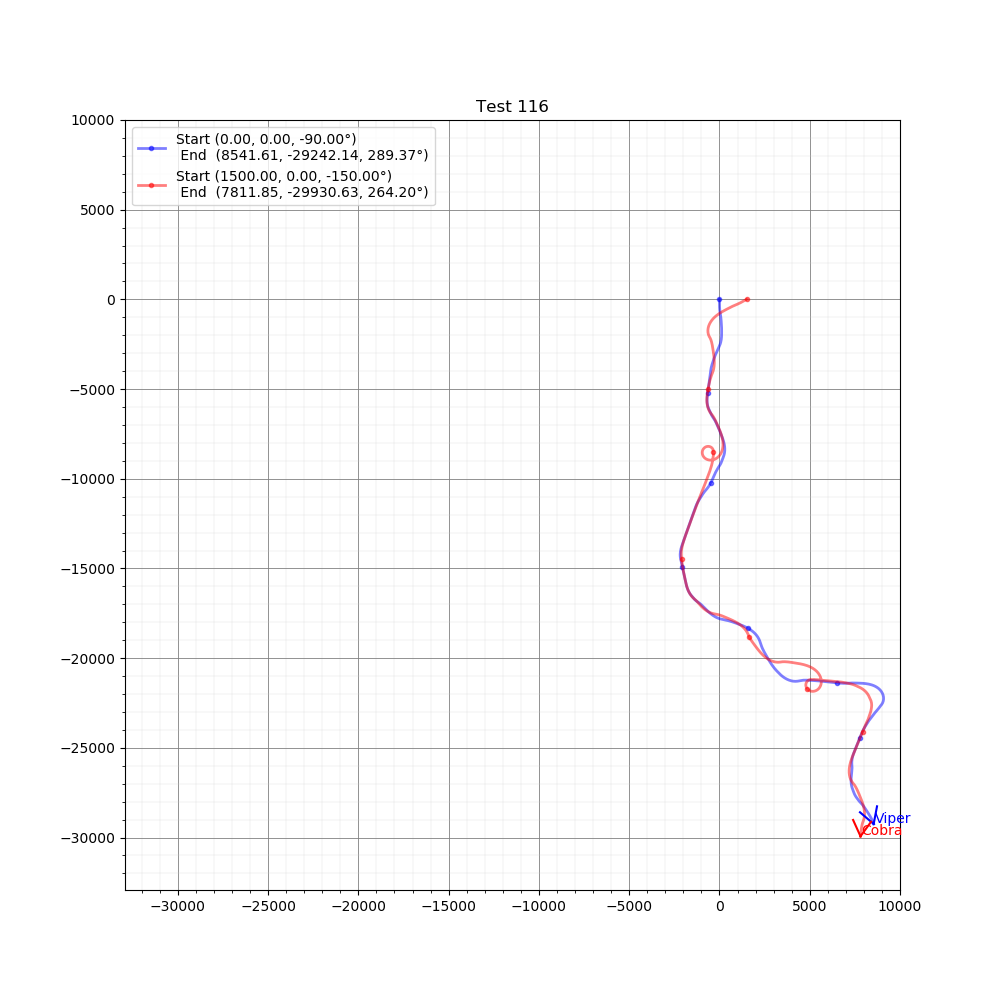 Test 116
Start (0.00, 0.00, -90.00°)
End (8541.61, -29242.14, 289.37°)
Start (1500.00, 0.00, -150.00°)
End (7811.85, -29930.63, 264.20°)
10000
5000
0
−5000
−10000
−15000
−20000
−25000
−30000
Viper
Cobra
−30000 −25000 −20000 −15000 −10000 −5000 0 5000 10000